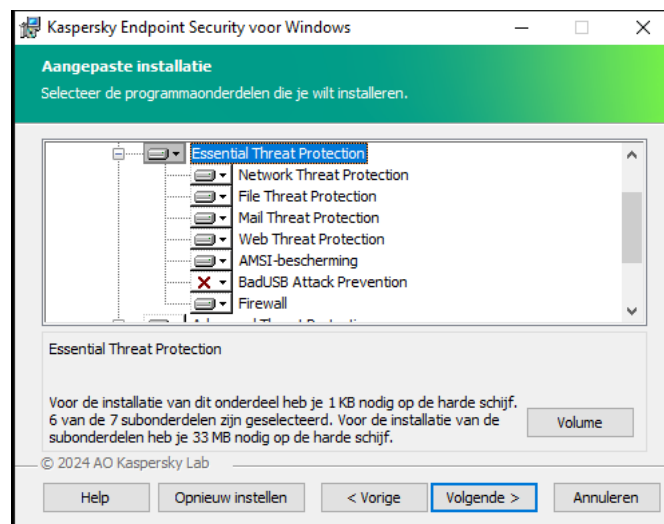 Kaspersky Endpoint Security voor Windows
Aangepaste installatie
Selecteer de programmaonderdelen die je wilt installeren.
Essential Threat Protection
Network Threat Protection
File Threat Protection
Mail Threat Protection
Web Threat Protection
AMSI-bescherming
BadUSB Attack Prevention
Firewall
Essential Threat Protection
Voor de installatie van dit onderdeel heb je 1 KB nodig op de harde schijf.
6 van de 7 subonderdelen zijn geselecteerd. Voor de installatie van de
subonderdelen heb je 33 MB nodig op de harde schijf.
Volume
© 2024 AO Kaspersky Lab
Help Opnieuw instellen < Vorige Volgende > Annuleren